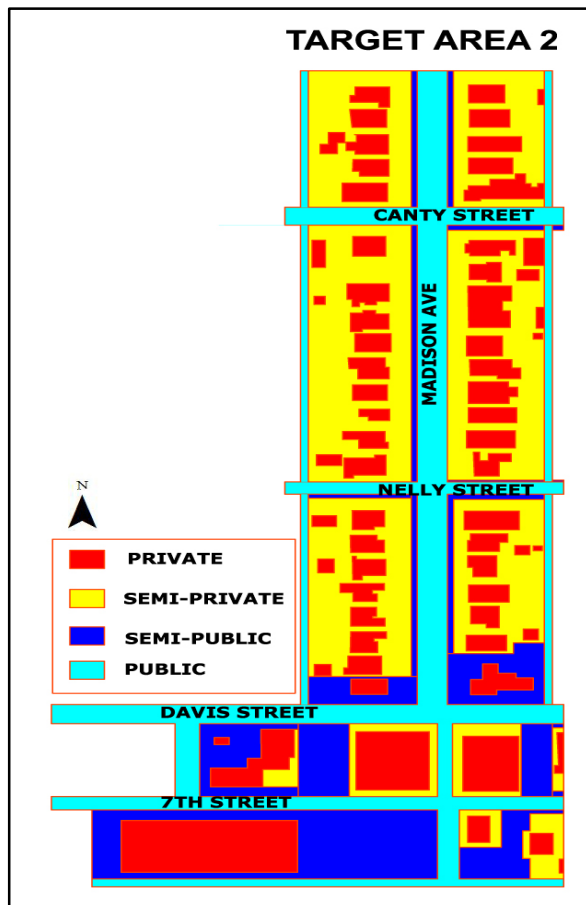 TARGET AREA 2
CANTY STREET
MADISON AVE
NELLY STREET
N
PRIVATE
SEMI-PRIVATE
SEMI-PUBLIC
PUBLIC
DAVIS STREET
7TH STREET